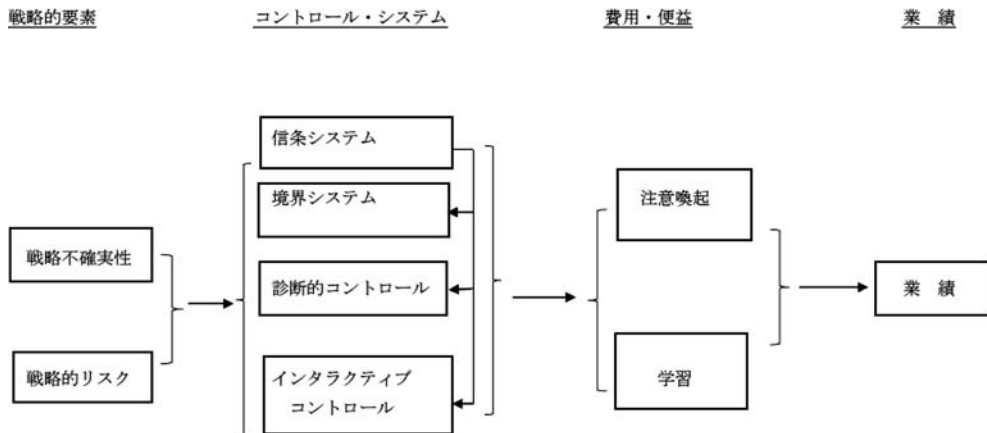 戦略的要素
コントロール・システム
費用・便益
業　績
信条システム
境界システム
戦略不確実性
診断的コントロール
戦略的リスク
インタラクティブ
コントロール
注意喚起
学習
業　績